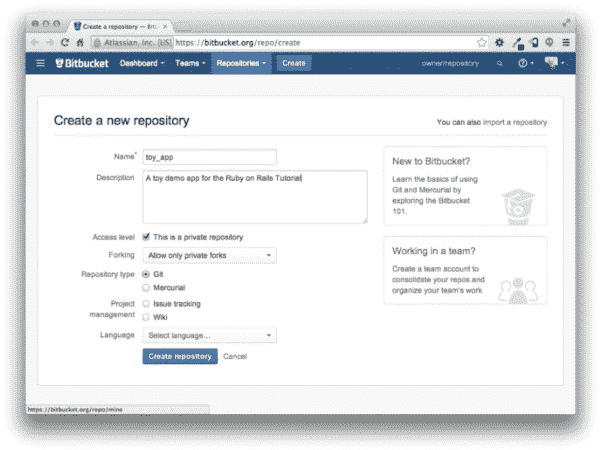 Create a repository — Bitb
Atlassian, Inc. [US] https://bitbucket.org/repo/create
Bitbucket Dashboard Teams Repositories Create owner/repository
Create a new repository
You can also import a repository
Name* toy_app
Description A toy demo app for the Ruby on Rails Tutorial
Access level This is a private repository
Forking Allow only private forks
Repository type Git
Mercurial
Project management Issue tracking
Wiki
Language Select language...
Create repository Cancel
New to Bitbucket?
Learn the basics of using
Git and Mercurial by
exploring the Bitbucket
101.
Working in a team?
Create a team account to
consolidate your repos and
organize your team's work
https://bitbucket.org/repo/mine